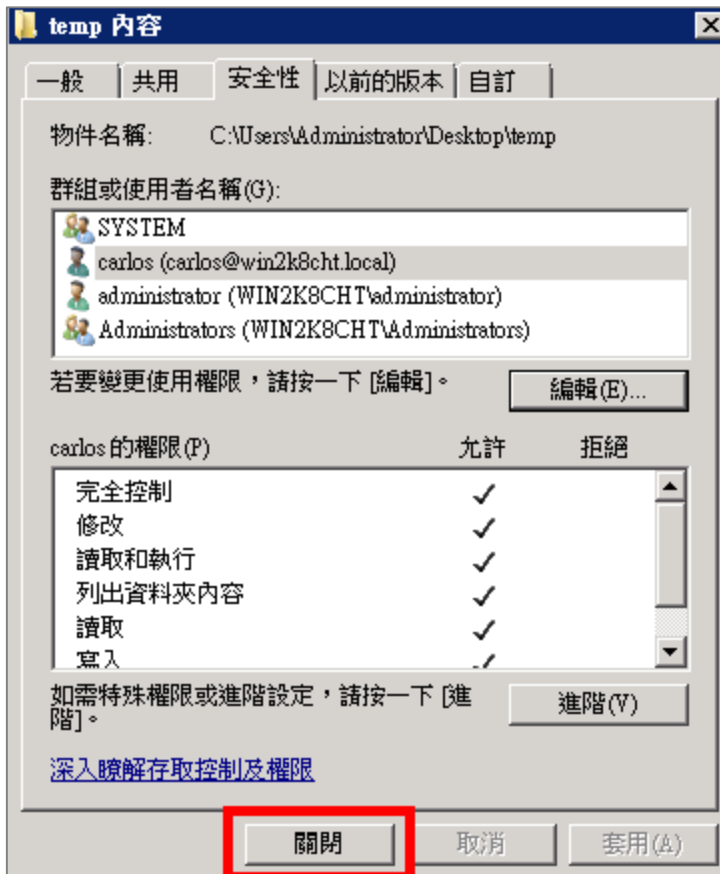 temp 內容
一般 共用 安全性 以前的版本 自訂
物件名稱: C:\Users\Administrator\Desktop\temp
群組或使用者名稱(G):
SYSTEM
carlos (carlos@win2k8cht.local)
administrator (WIN2K8CHT\administrator)
Administrators (WIN2K8CHT\Administrators)
若要變更使用權限，請按一下 [編輯]。 編輯(E)...
carlos 的權限(P) 允許 拒絕
完全控制
修改
讀取和執行
列出資料夾內容
讀取
寫入
如需特殊權限或進階設定，請按一下 [進
階]。 進階(V)
深入瞭解存取控制及權限
關閉 取消 套用(A)